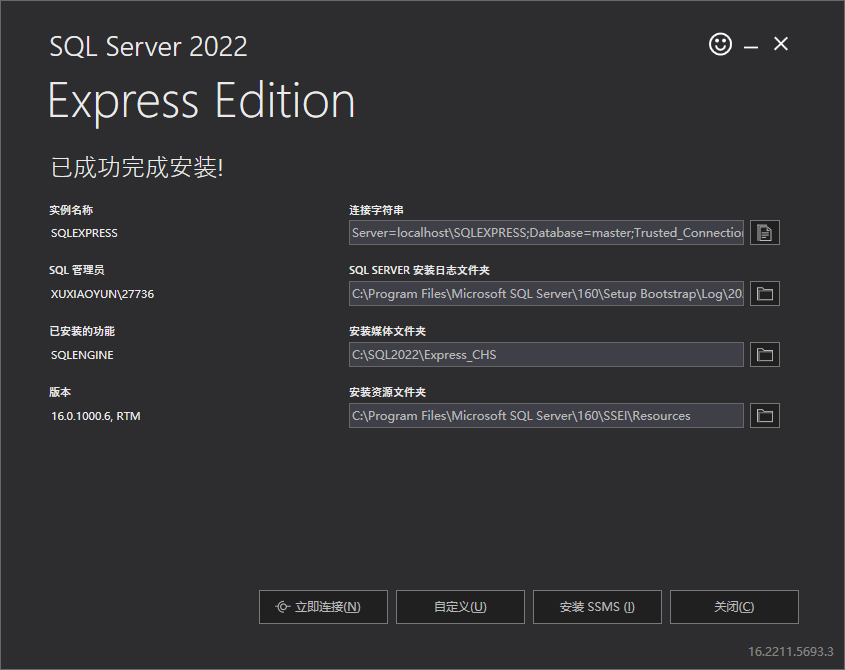 SQL Server 2022
Express Edition
已成功完成安装!
实例名称
SQLEXPRESS
连接字符串
Server=localhost\SQLEXPRESS;Database=master;Trusted_Connection
SQL 管理员
XUXIAOYUN\27736
SQL SERVER 安装日志文件夹
C:\Program Files\Microsoft SQL Server\160\Setup Bootstrap\Log\20
已安装的功能
SQLENGINE
安装媒体文件夹
C:\SQL2022\Express_CHS
版本
16.0.1000.6, RTM
安装资源文件夹
C:\Program Files\Microsoft SQL Server\160\SSEI\Resources
立即连接(N)
自定义(U)
安装 SSMS (I)
关闭(C)
16.2211.5693.3